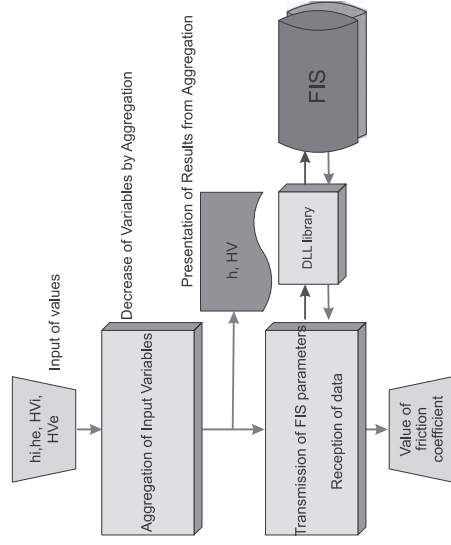 hi,he, HVi,
HVe
Input of values
Aggregation of Input Variables
Decrease of Variables by Aggregation
h, HV
Presentation of Results from Aggregation
Transmission of FIS parameters
Reception of data
DLL library
FIS
Value of
friction
coefficient